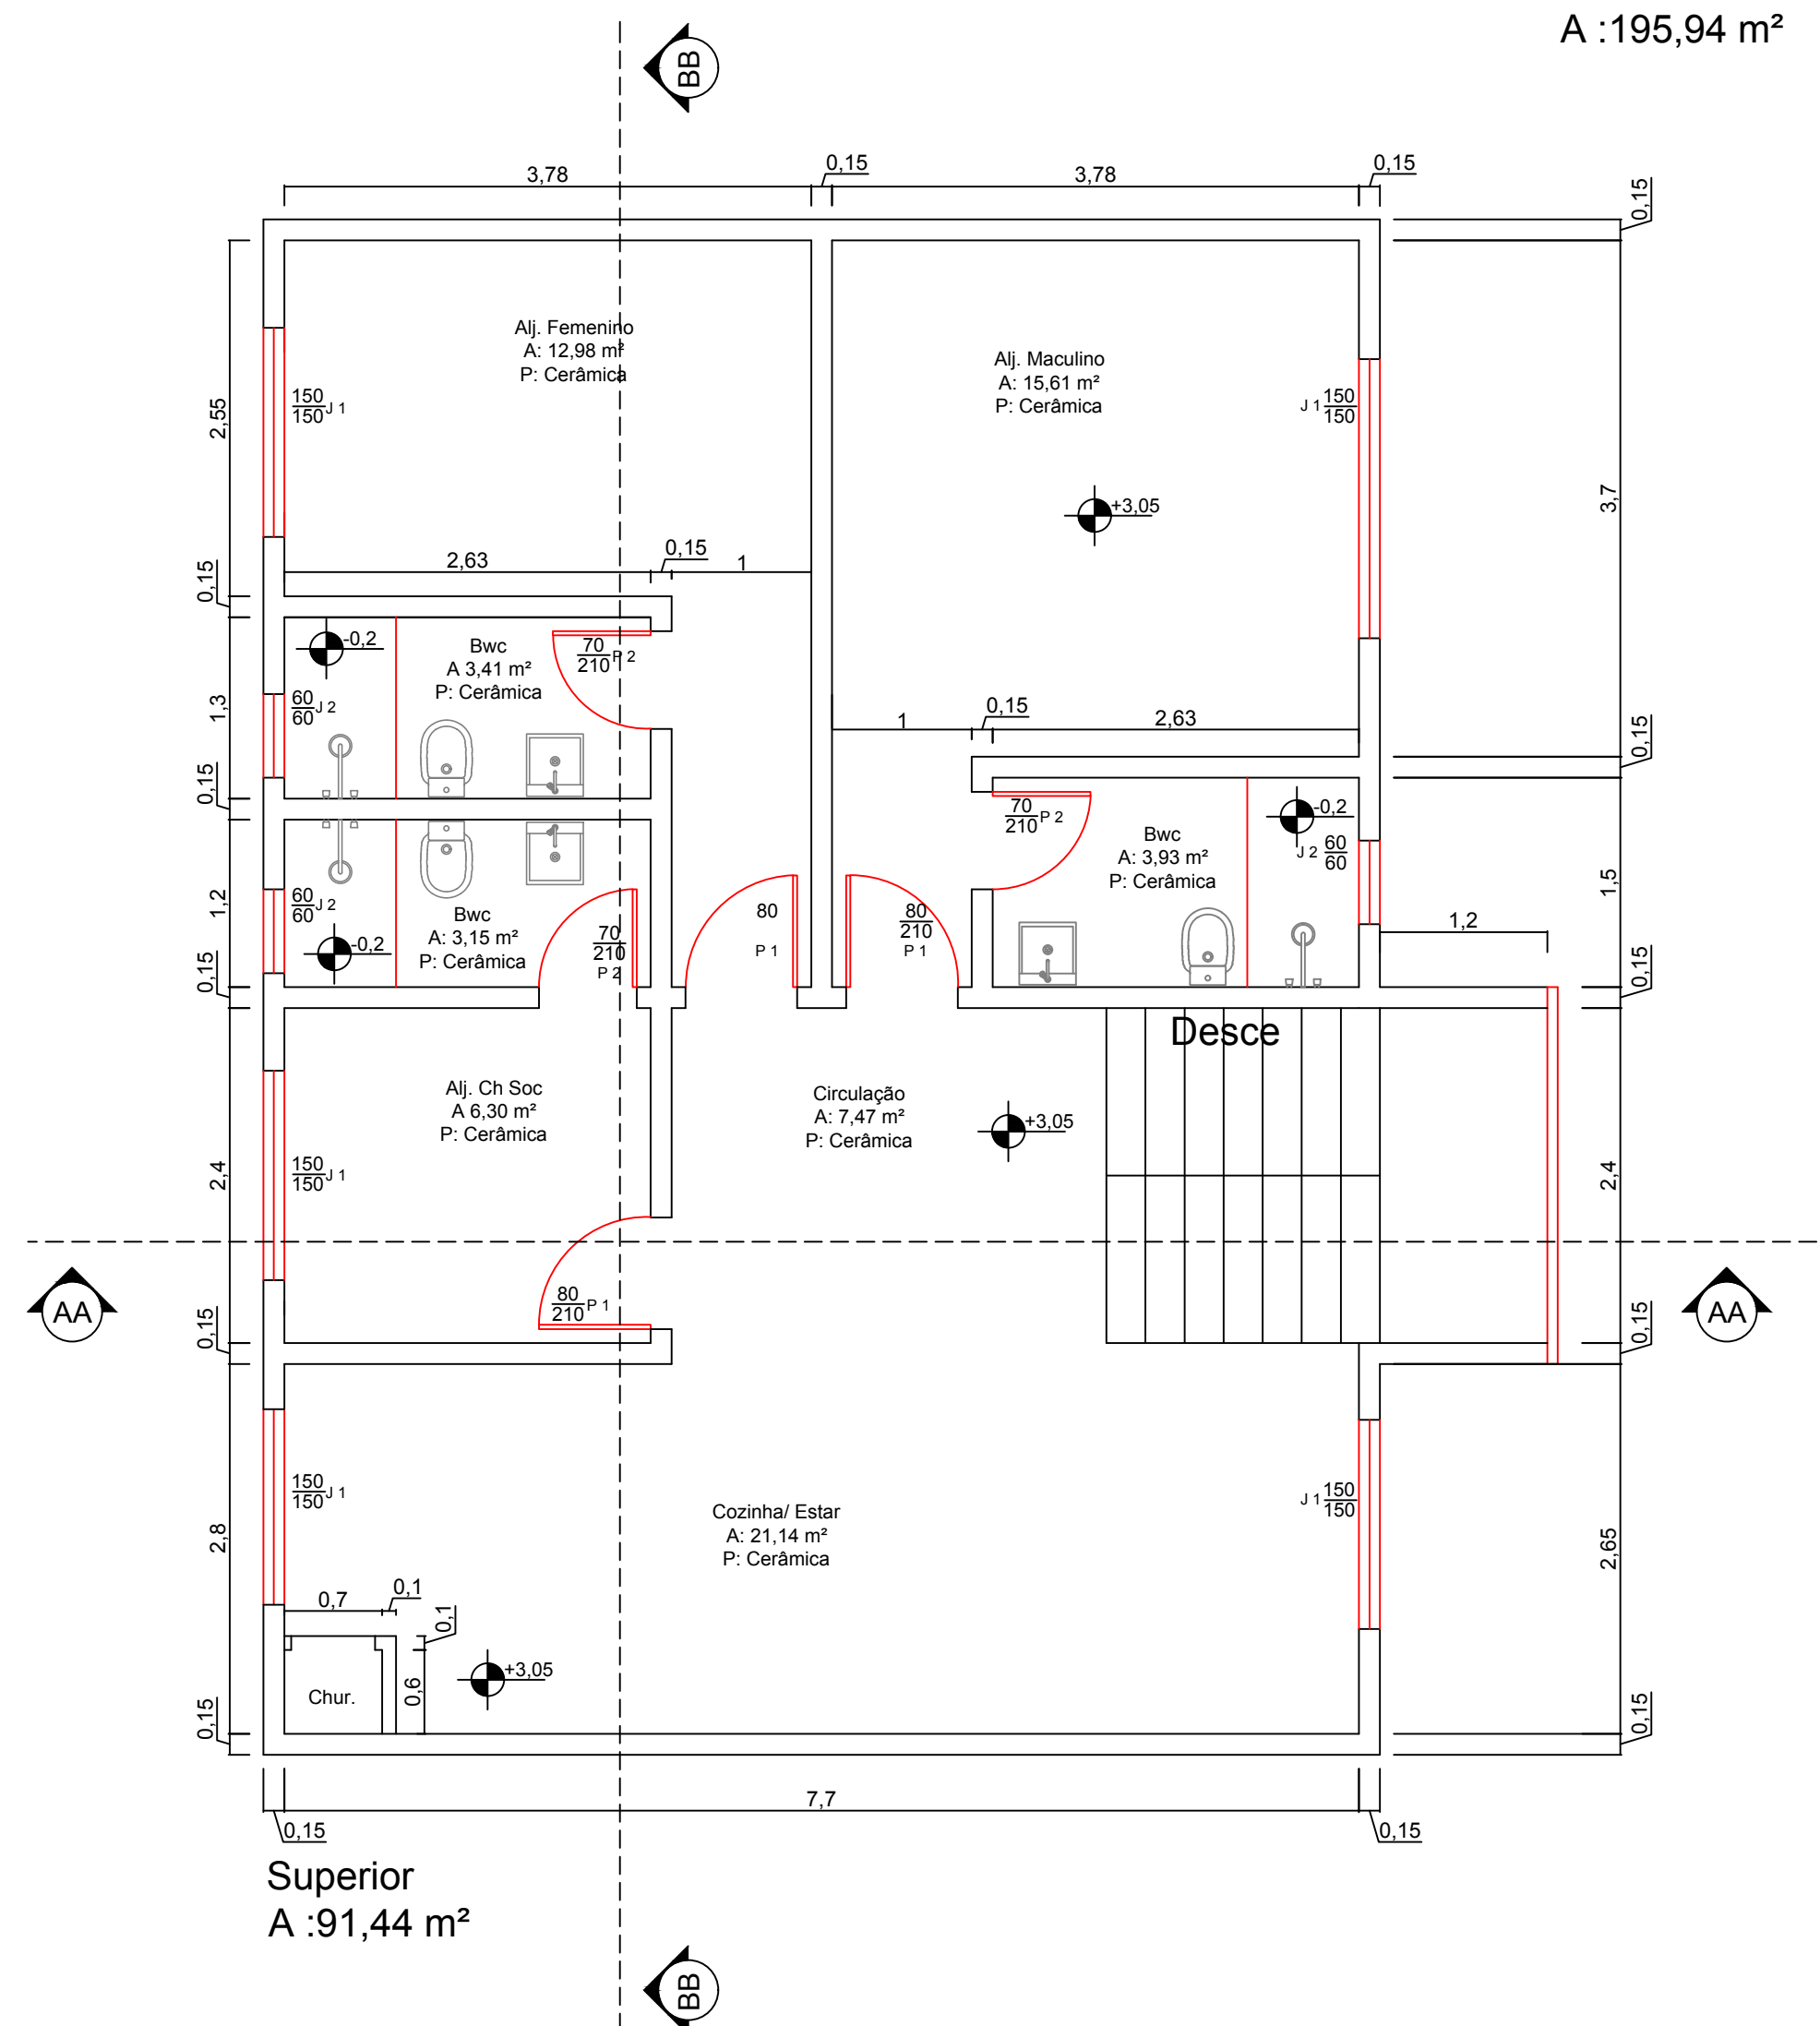 A :195,94 m²
BB
3,78
0,15
3,78
0,15
0,15
Alj. Femenino
A: 12,98 m²
P: Cerâmica
Alj. Maculino
A: 15,61 m²
P: Cerâmica
150
150
J 1
J 1
150
150
2,55
3,7
+3,05
2,63
0,15
1
0,15
-0,2
Bwc
A 3,41 m²
P: Cerâmica
70
210
P 2
60
60
J 2
1,3
1
0,15
2,63
0,15
0,15
70
210
P 2
-0,2
Bwc
A: 3,93 m²
P: Cerâmica
J 2
60
60
1,5
1,2
1,2
60
60
J 2
-0,2
Bwc
A: 3,15 m²
P: Cerâmica
70
210
P 2
80
P 1
80
210
P 1
0,15
0,15
Desce
Alj. Ch Soc
A 6,30 m²
P: Cerâmica
Circulação
A: 7,47 m²
P: Cerâmica
+3,05
150
150
J 1
2,4
2,4
AA
AA
80
210
P 1
0,15
0,15
150
150
J 1
Cozinha/ Estar
A: 21,14 m²
P: Cerâmica
J 1
150
150
2,8
2,65
0,7
0,1
0,1
0,6
Chur.
+3,05
0,15
0,15
7,7
0,15
0,15
Superior
A :91,44 m²
BB